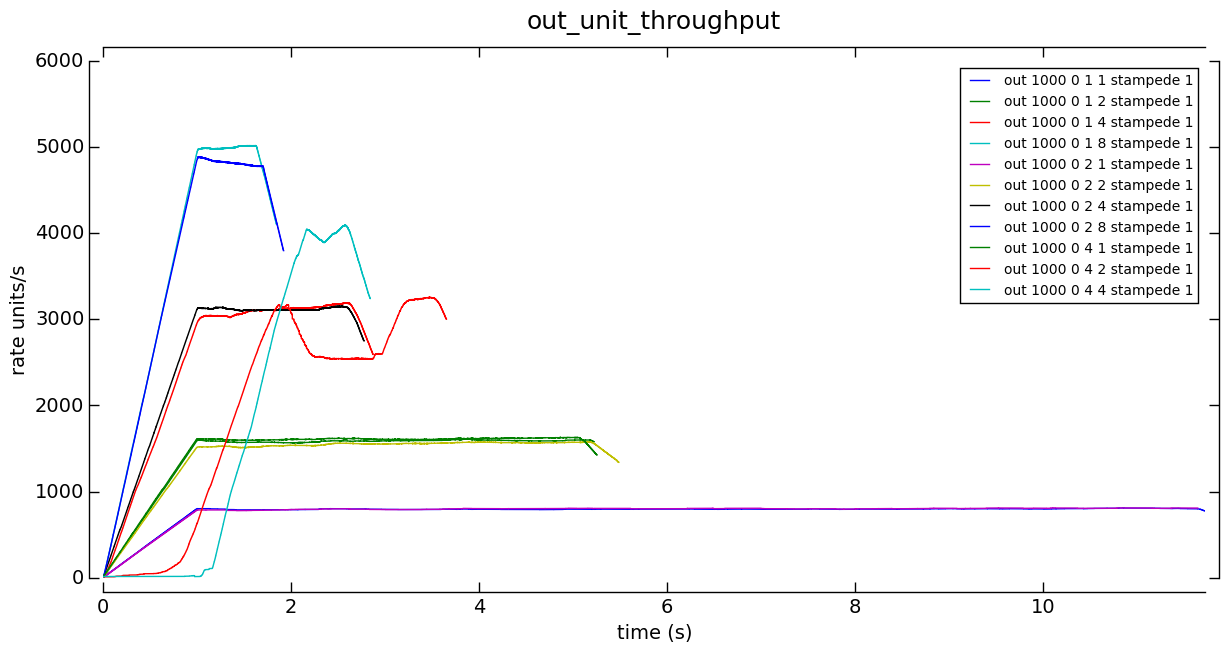 out_unit_throughput
6000
5000
4000
3000
2000
1000
0
rate units/s
0 2 4 6 8 10
time (s)
out 1000 0 1 1 stampede 1
out 1000 0 1 2 stampede 1
out 1000 0 1 4 stampede 1
out 1000 0 1 8 stampede 1
out 1000 0 2 1 stampede 1
out 1000 0 2 2 stampede 1
out 1000 0 2 4 stampede 1
out 1000 0 2 8 stampede 1
out 1000 0 4 1 stampede 1
out 1000 0 4 2 stampede 1
out 1000 0 4 4 stampede 1